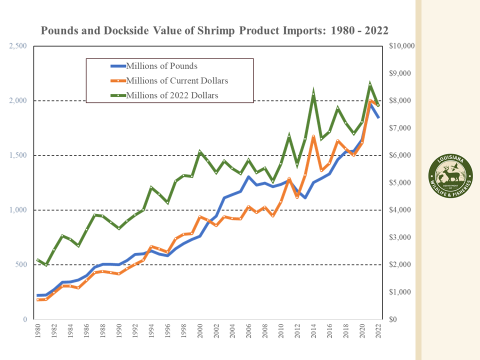 Pounds and Dockside Value of Shrimp Product Imports: 1980 - 2022
2,500
2,000
1,500
1,000
500
0
Millions of Pounds
Millions of Current Dollars
Millions of 2022 Dollars
$10,000
$9,000
$8,000
$7,000
$6,000
$5,000
$4,000
$3,000
$2,000
$1,000
$0
1980 1982 1984 1986 1988 1990 1992 1994 1996 1998 2000 2002 2004 2006 2008 2010 2012 2014 2016 2018 2020 2022
LOUISIANA
WILDLIFE & FISHERIES